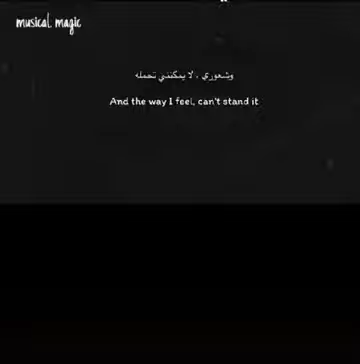 musical magic
وشعوري ، لا يمكنني تحمله
And the way I feel, can't stand it